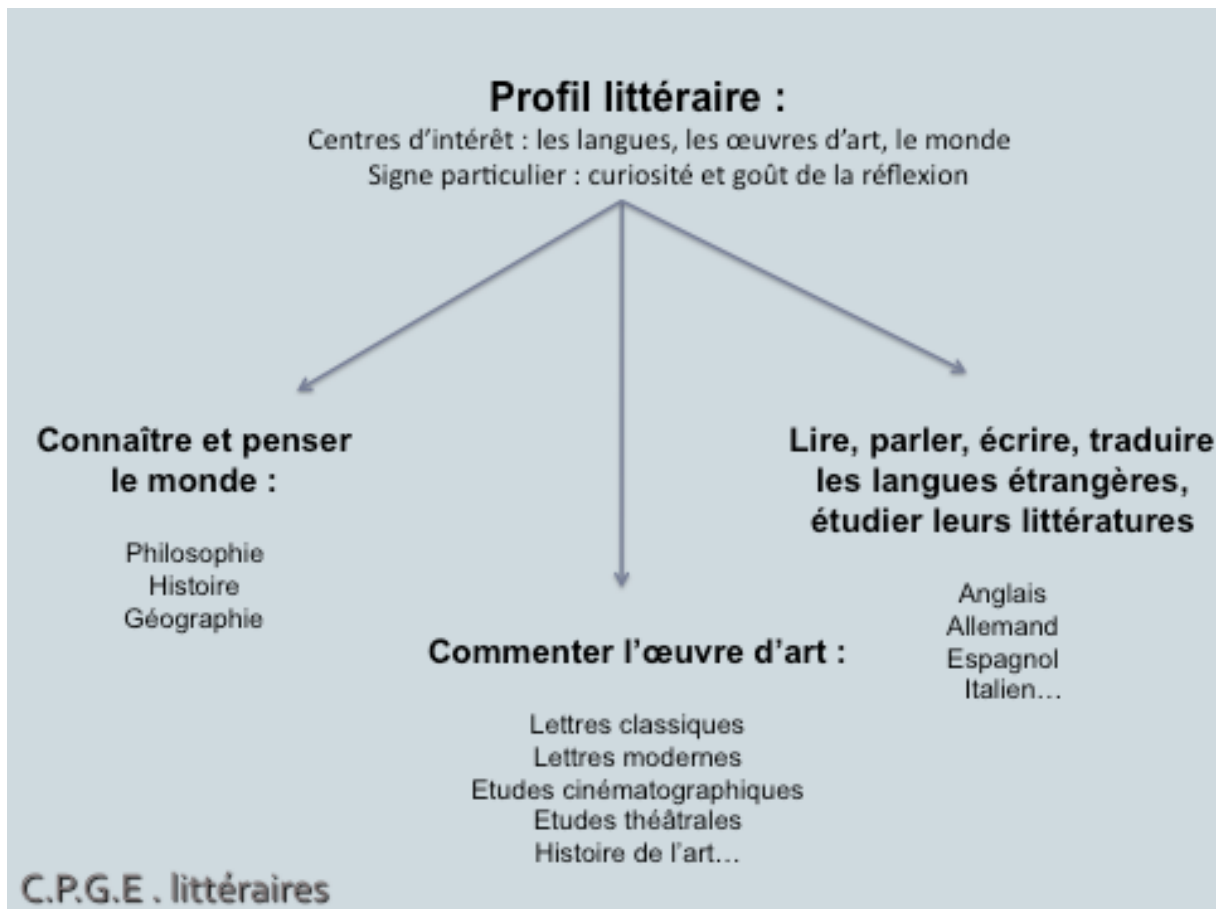 Profil littéraire :
Centres d’intérêt : les langues, les œuvres d’art, le monde
Signe particulier : curiosité et goût de la réflexion
Connaître et penser
le monde :
Philosophie
Histoire
Géographie
Commenter l’œuvre d’art :
Lettres classiques
Lettres modernes
Etudes cinématographiques
Etudes théâtrales
Histoire de l’art…
Lire, parler, écrire, traduire
les langues étrangères,
étudier leurs littératures
Anglais
Allemand
Espagnol
Italien…
C.P.G.E . littéraires